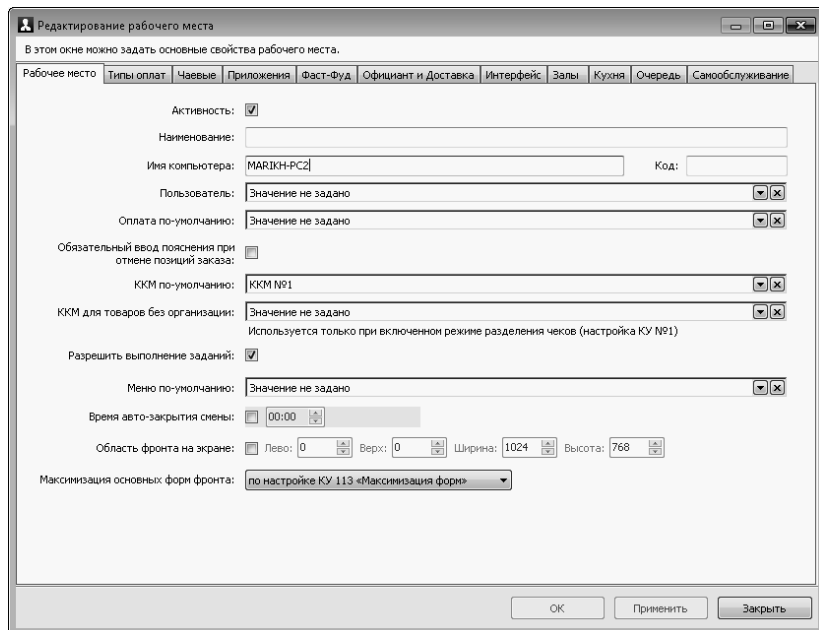 Редактирование рабочего места
В этом окне можно задать основные свойства рабочего места.
Рабочее место Типы оплат Чаевые Приложения Фаст-Фуд Официант и Доставка Интерфейс Залы Кухня Очередь Самообслуживание
Активность:
Наименование:
Имя компьютера: MARIKH-PC2 Код:
Пользователь: Значение не задано
Оплата по-умолчанию: Значение не задано
Обязательный ввод пояснения при
отмене позиций заказа:
ККМ по-умолчанию: ККМ №1
ККМ для товаров без организации: Значение не задано
Используется только при включенном режиме разделения чеков (настройка КУ №1)
Разрешить выполнение заданий:
Меню по-умолчанию: Значение не задано
Время авто-закрытия смены: 00:00
Область фронта на экране: Лево: 0 Верх: 0 Ширина: 1024 Высота: 768
Максимизация основных форм фронта: по настройке КУ 113 «Максимизация форм»
ОК Применить Закрыть